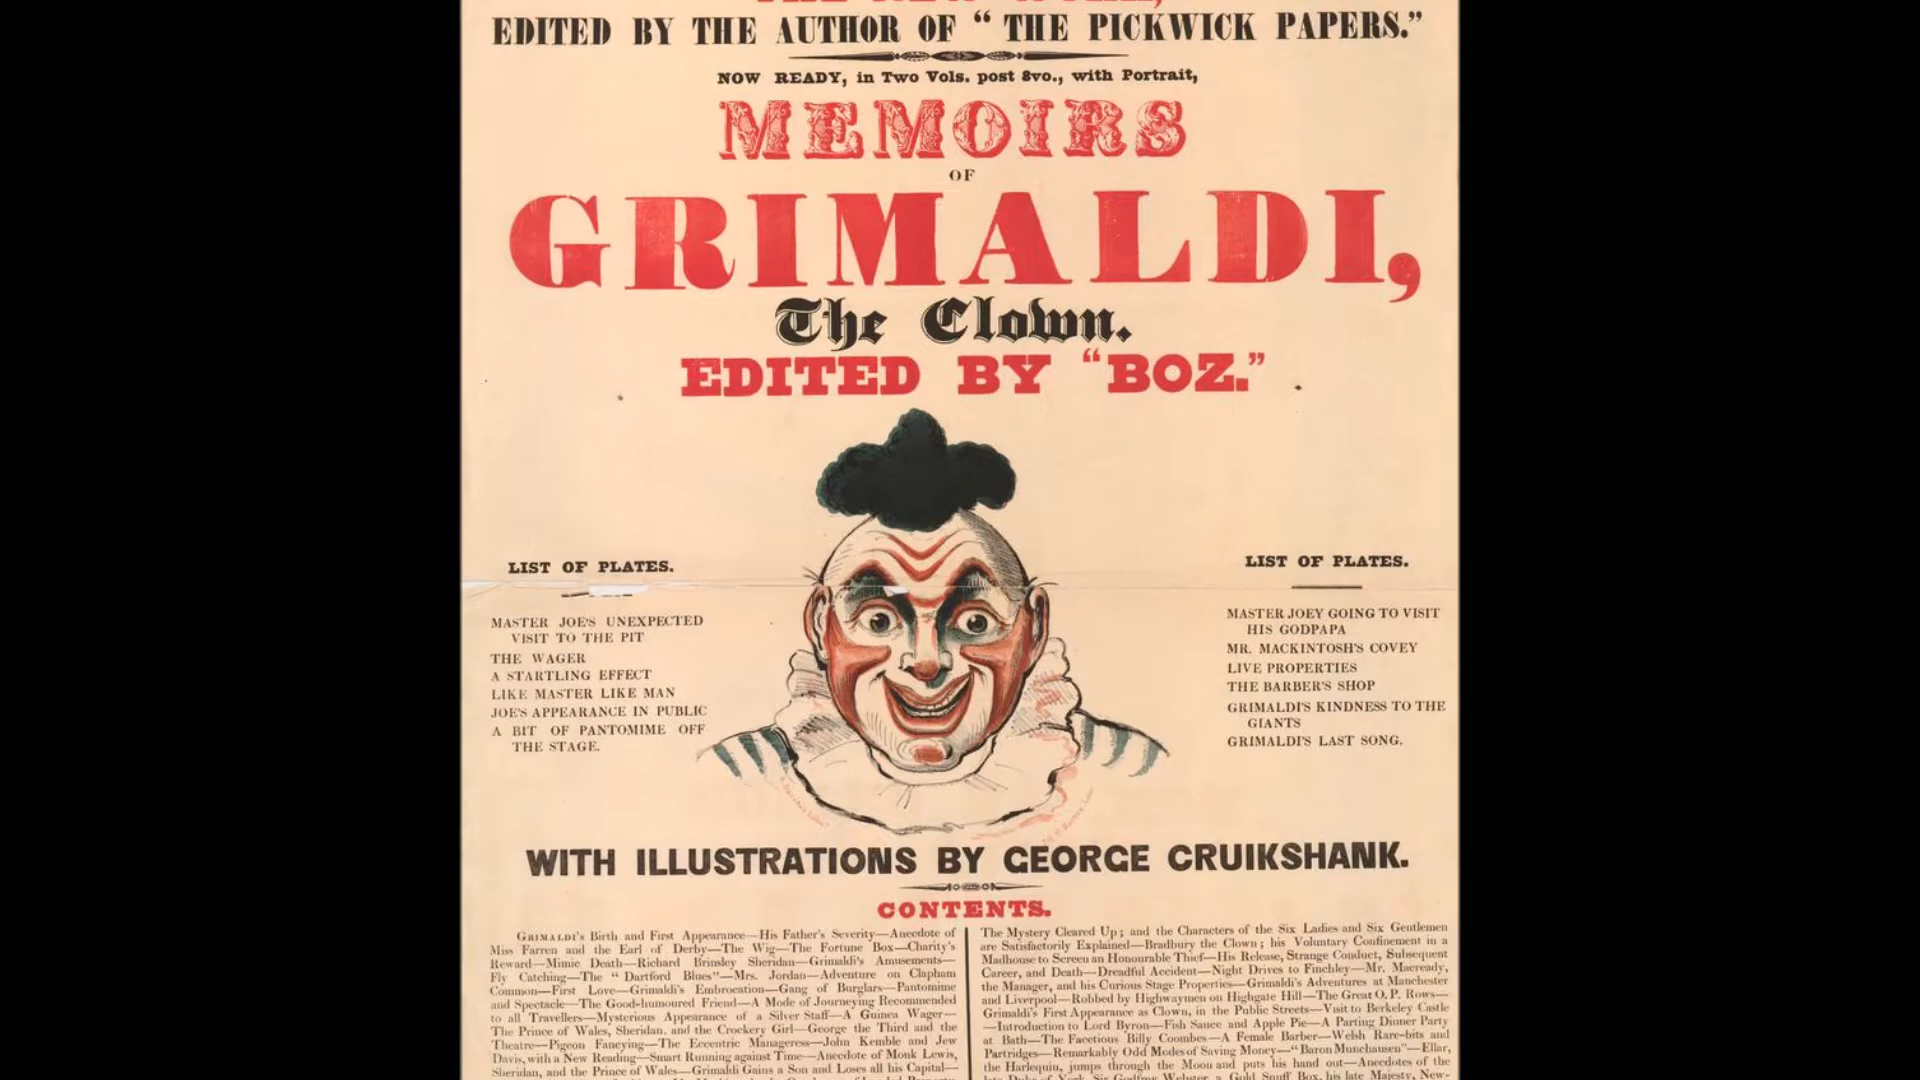 EDITED BY THE AUTHOR OF “ THE PICKWICK PAPERS.”
NOW READY, in Two Vols. post 8vo., with Portrait,
MEMOIRS
OF
GRIMALDI,
The Clown.
EDITED BY “BOZ.”
LIST OF PLATES.
MASTER JOE'S UNEXPECTED
VISIT TO THE PIT
THE WAGER
A STARTLING EFFECT
LIKE MASTER LIKE MAN
JOE'S APPEARANCE IN PUBLIC
A BIT OF PANTOMIME OFF
THE STAGE.
LIST OF PLATES.
MASTER JOEY GOING TO VISIT
HIS GODPAPA
MR. MACKINTOSH'S COVEY
LIVE PROPERTIES
THE BARBER'S SHOP
GRIMALDI'S KINDNESS TO THE
GIANTS
GRIMALDI'S LAST SONG.
WITH ILLUSTRATIONS BY GEORGE CRUIKSHANK.
CONTENTS.
GRIMALDI's Birth and First Appearance—His Father's Severity—Anecdote of
Miss Farren and the Earl of Derby—The Wig—The Fortune Box—Charity's
Reward—Mimic Death—Richard Brinsley Sheridan—Grimaldi's Amusements—
Fly Catching—The “ Dartford Blues”—Mrs. Jordan—Adventure on Clapham
Common—First Love—Grimaldi's Embrocation—Gang of Burglars—Pantomime
and Spectacle—The Good-humoured Friend—A Mode of Journeying Recommended
to all Travellers—Mysterious Appearance of a Silver Staff—A Guinea Wager—
The Prince of Wales, Sheridan, and the Crockery Girl—George the Third and the
Theatre—Pigeon Fancying—The Eccentric Manageress—John Kemble and Jew
Davis, with a New Reading—Smart Running against Time—Anecdote of Monk Lewis,
Sheridan, and the Prince of Wales—Grimaldi Gains a Son and Loses all his Capital—
The Mystery Cleared Up; and the Characters of the Six Ladies and Six Gentlemen
are Satisfactorily Explained—Bradbury the Clown; his Voluntary Confinement in a
Madhouse to Screen an Honourable Thief—His Release, Strange Conduct, Subsequent
Career, and Death—Dreadful Accident—Night Drives to Finchley—Mr. Macready,
the Manager, and his Curious Stage Properties—Grimaldi's Adventures at Manchester
and Liverpool—Robbed by Highwaymen on Highgate Hill—The Great O. P. Rows—
Grimaldi's First Appearance as Clown, in the Public Streets—Visit to Berkeley Castle
—Introduction to Lord Byron—Fish Sauce and Apple Pie—A Parting Dinner Party
at Bath—The Facetious Billy Coombes—A Female Barber—Welsh Rare-bits and
Partridges—Remarkably Odd Modes of Saving Money—“Baron Munchausen”—Ellar,
the Harlequin, jumps through the Moon and puts his hand out—Anecdotes of the